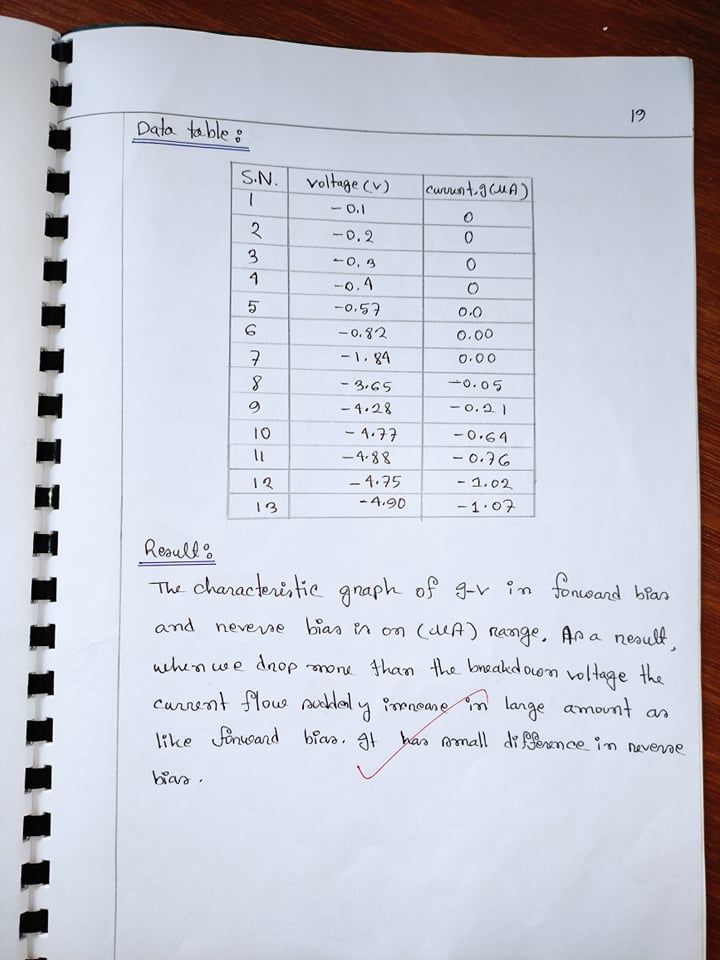 19
Data table:
S.N. voltage (V) current, I (μA)
1 -0.1 0
2 -0.2 0
3 -0.3 0
4 -0.4 0
5 -0.57 0.0
6 -0.82 0.00
7 -1.84 0.00
8 -3.65 -0.05
9 -4.28 -0.21
10 -4.77 -0.64
11 -4.88 -0.76
12 -4.75 -1.02
13 -4.90 -1.07
Result:
The characteristic graph of I-V in forward bias
and reverse bias is on (μA) range. As a result,
when we drop more than the breakdown voltage the
current flow suddenly increase in large amount as
like forward bias. It has small difference in reverse
bias.